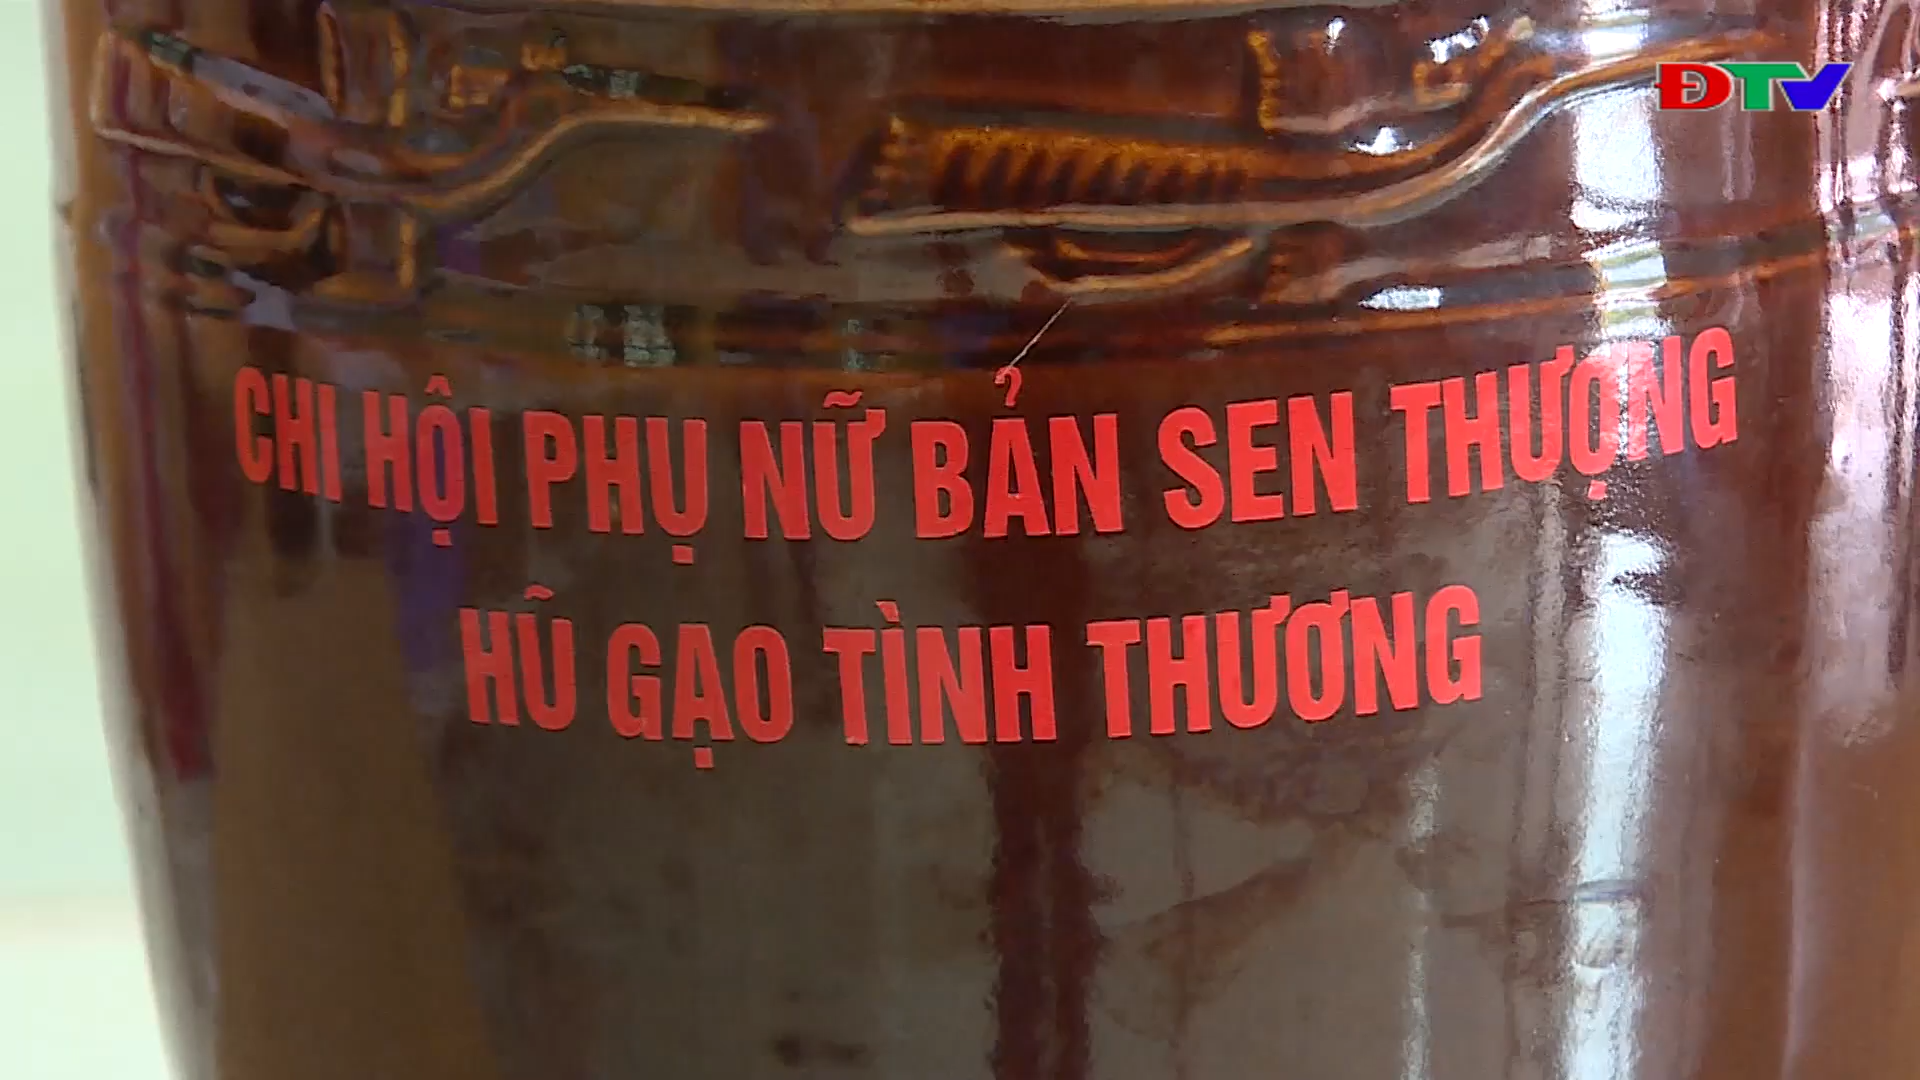 ĐTV
CHI HỘI PHỤ NỮ BẢN SEN THƯỢNG
HŨ GẠO TÌNH THƯƠNG